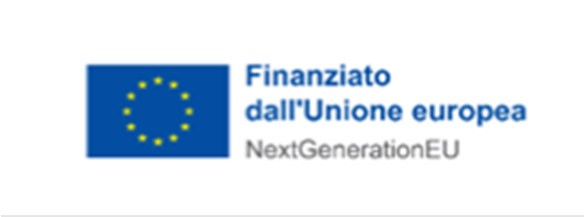 Finanziato
dall'Unione europea
NextGenerationEU